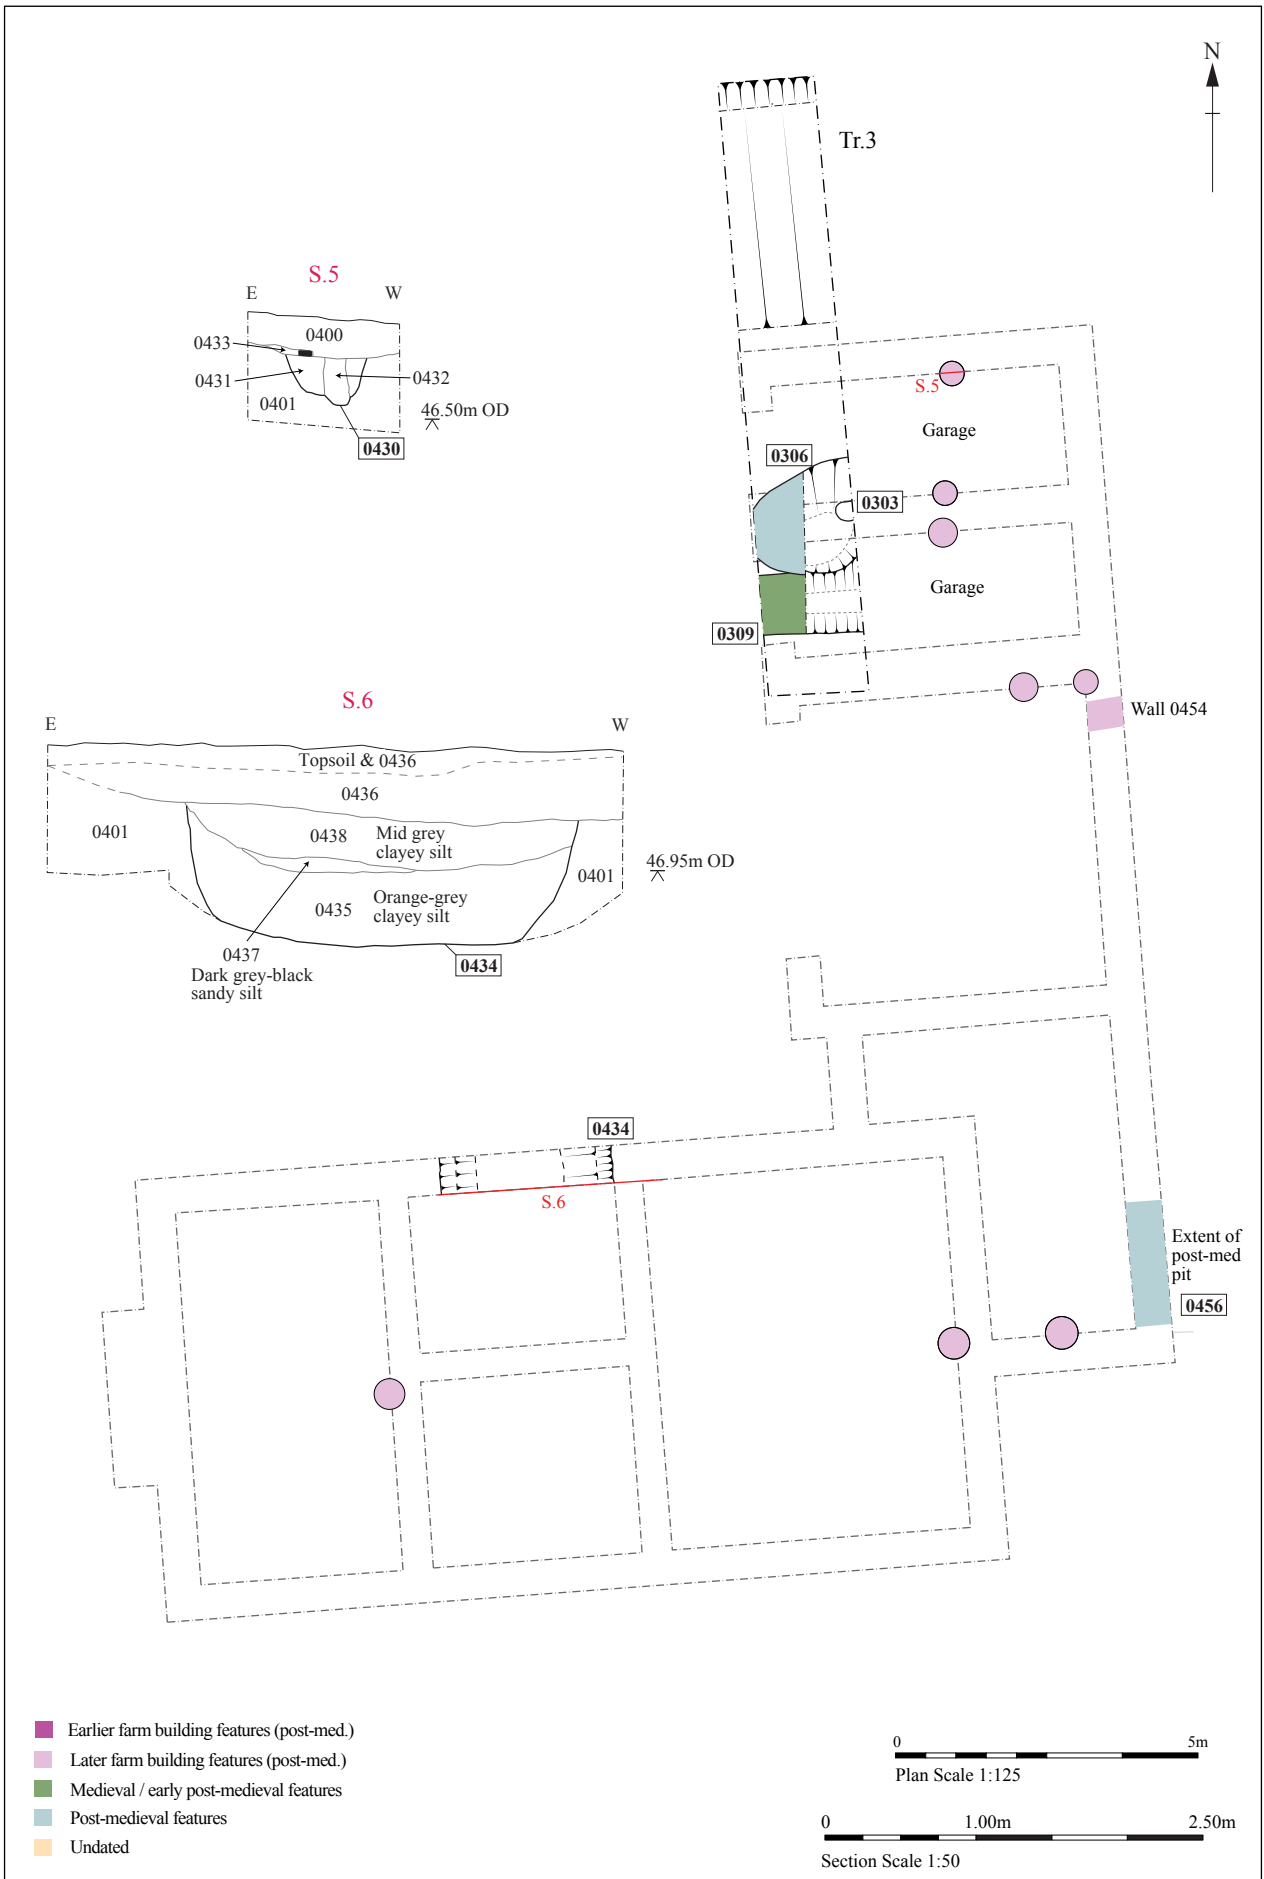 N
Tr.3
S.5
E
W
0433
0400
0431
0432
0401
46.50m OD
0430
S.5
Garage
0306
0303
Garage
0309
Wall 0454
S.6
E
W
Topsoil & 0436
0436
0401
0438
Mid grey
clayey silt
46.95m OD
0401
0435
Orange-grey
clayey silt
0437
Dark grey-black
sandy silt
0434
0434
S.6
Extent of
post-med
pit
0456
Earlier farm building features (post-med.)
Later farm building features (post-med.)
Medieval / early post-medieval features
Post-medieval features
Undated
0
5m
Plan Scale 1:125
0
1.00m
2.50m
Section Scale 1:50